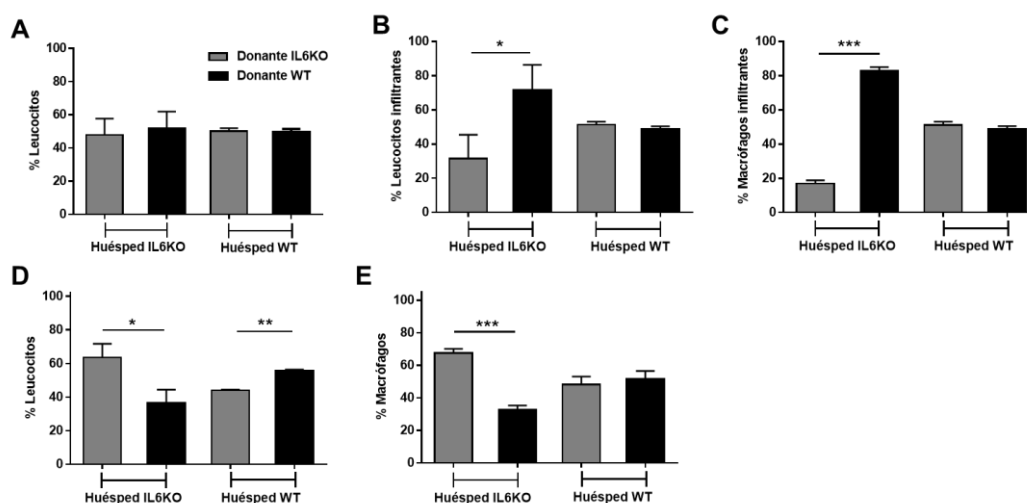 A
% Leucocitos
100
80
60
40
20
0
Donante IL6KO
Donante WT
Huésped IL6KO
Huésped WT
B
% Leucocitos infiltrantes
100
80
60
40
20
0
*
Huésped IL6KO
Huésped WT
C
% Macrófagos infiltrantes
100
80
60
40
20
0
***
Huésped IL6KO
Huésped WT
D
% Leucocitos
100
80
60
40
20
0
*
**
Huésped IL6KO
Huésped WT
E
% Macrófagos
100
80
60
40
20
0
***
Huésped IL6KO
Huésped WT